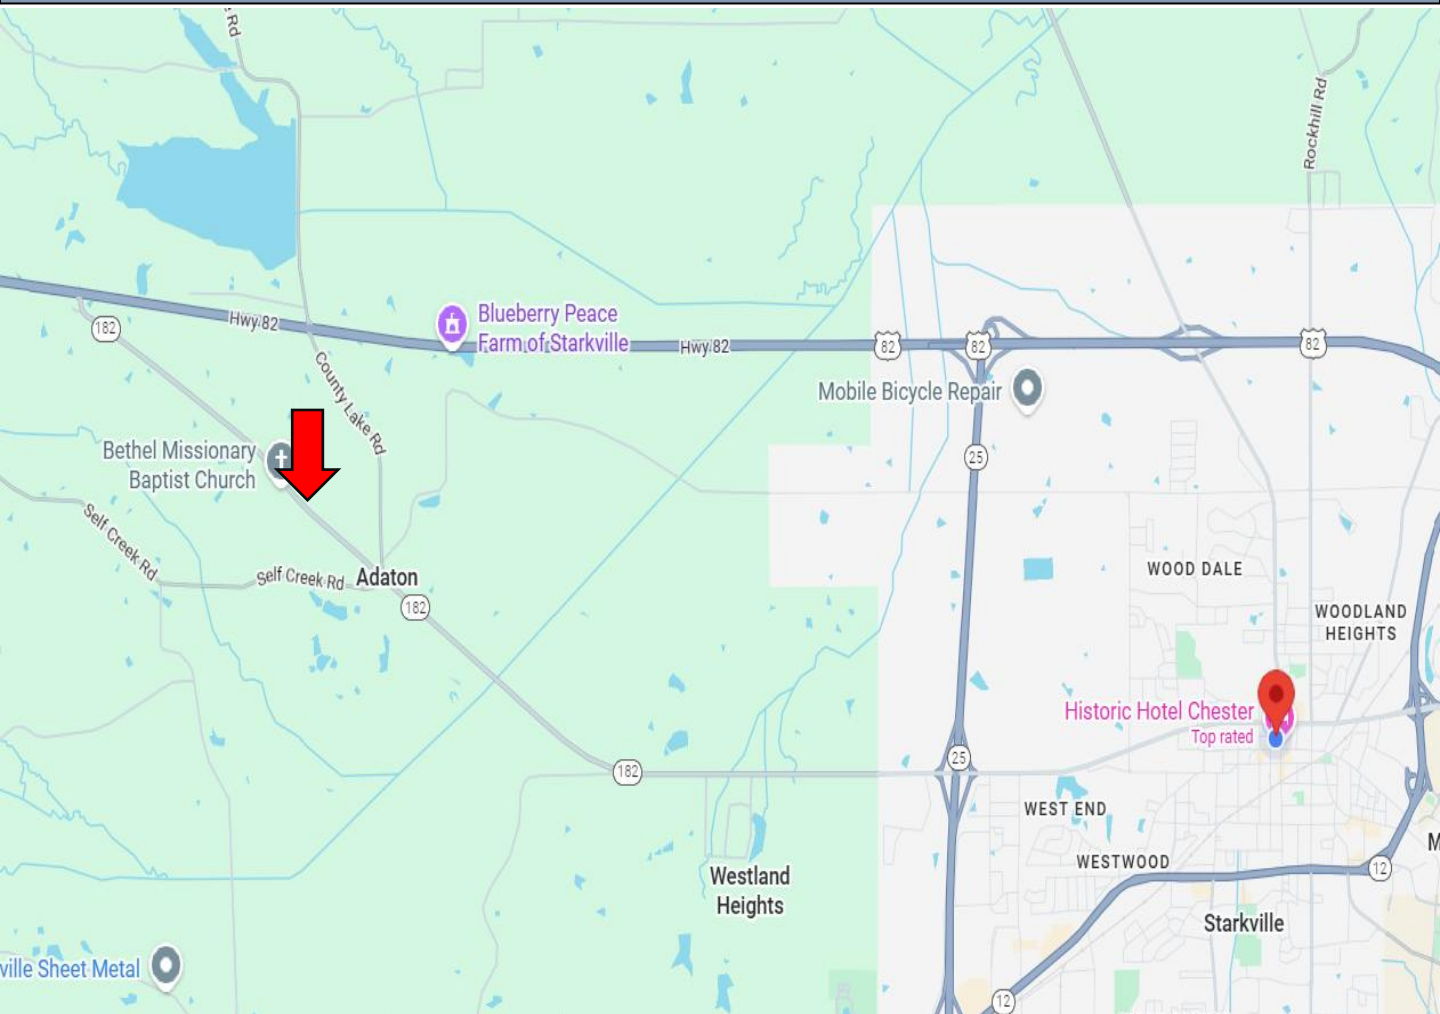 Rd
Rockhill Rd
Blueberry Peace
Farm of Starkville
Hwy 82
182
Hwy 82
82
82
82
County Lake Rd
Mobile Bicycle Repair
Bethel Missionary
Baptist Church
25
Self Creek Rd
Self Creek Rd
Adaton
182
WOOD DALE
WOODLAND
HEIGHTS
Historic Hotel Chester
Top rated
182
25
WEST END
WESTWOOD
12
M
Westland
Heights
Starkville
ville Sheet Metal
12